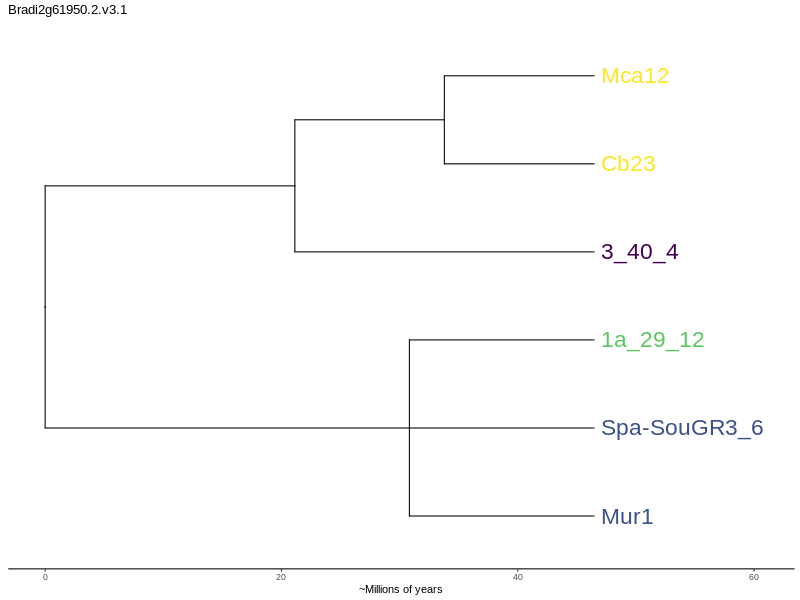 Bradi2g61950.2.v3.1
Mca12
Cb23
3_40_4
1a_29_12
Spa-SouGR3_6
Mur1
0 20 40 60
~Millions of years